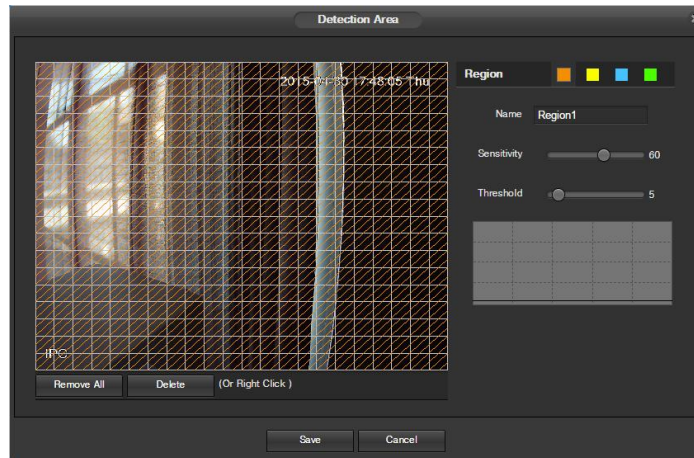 Detection Area
2015-04-30 17:48:05 Thu
IPC
Region
Name Region1
Sensitivity 60
Threshold 5
Remove All Delete (Or Right Click )
Save Cancel